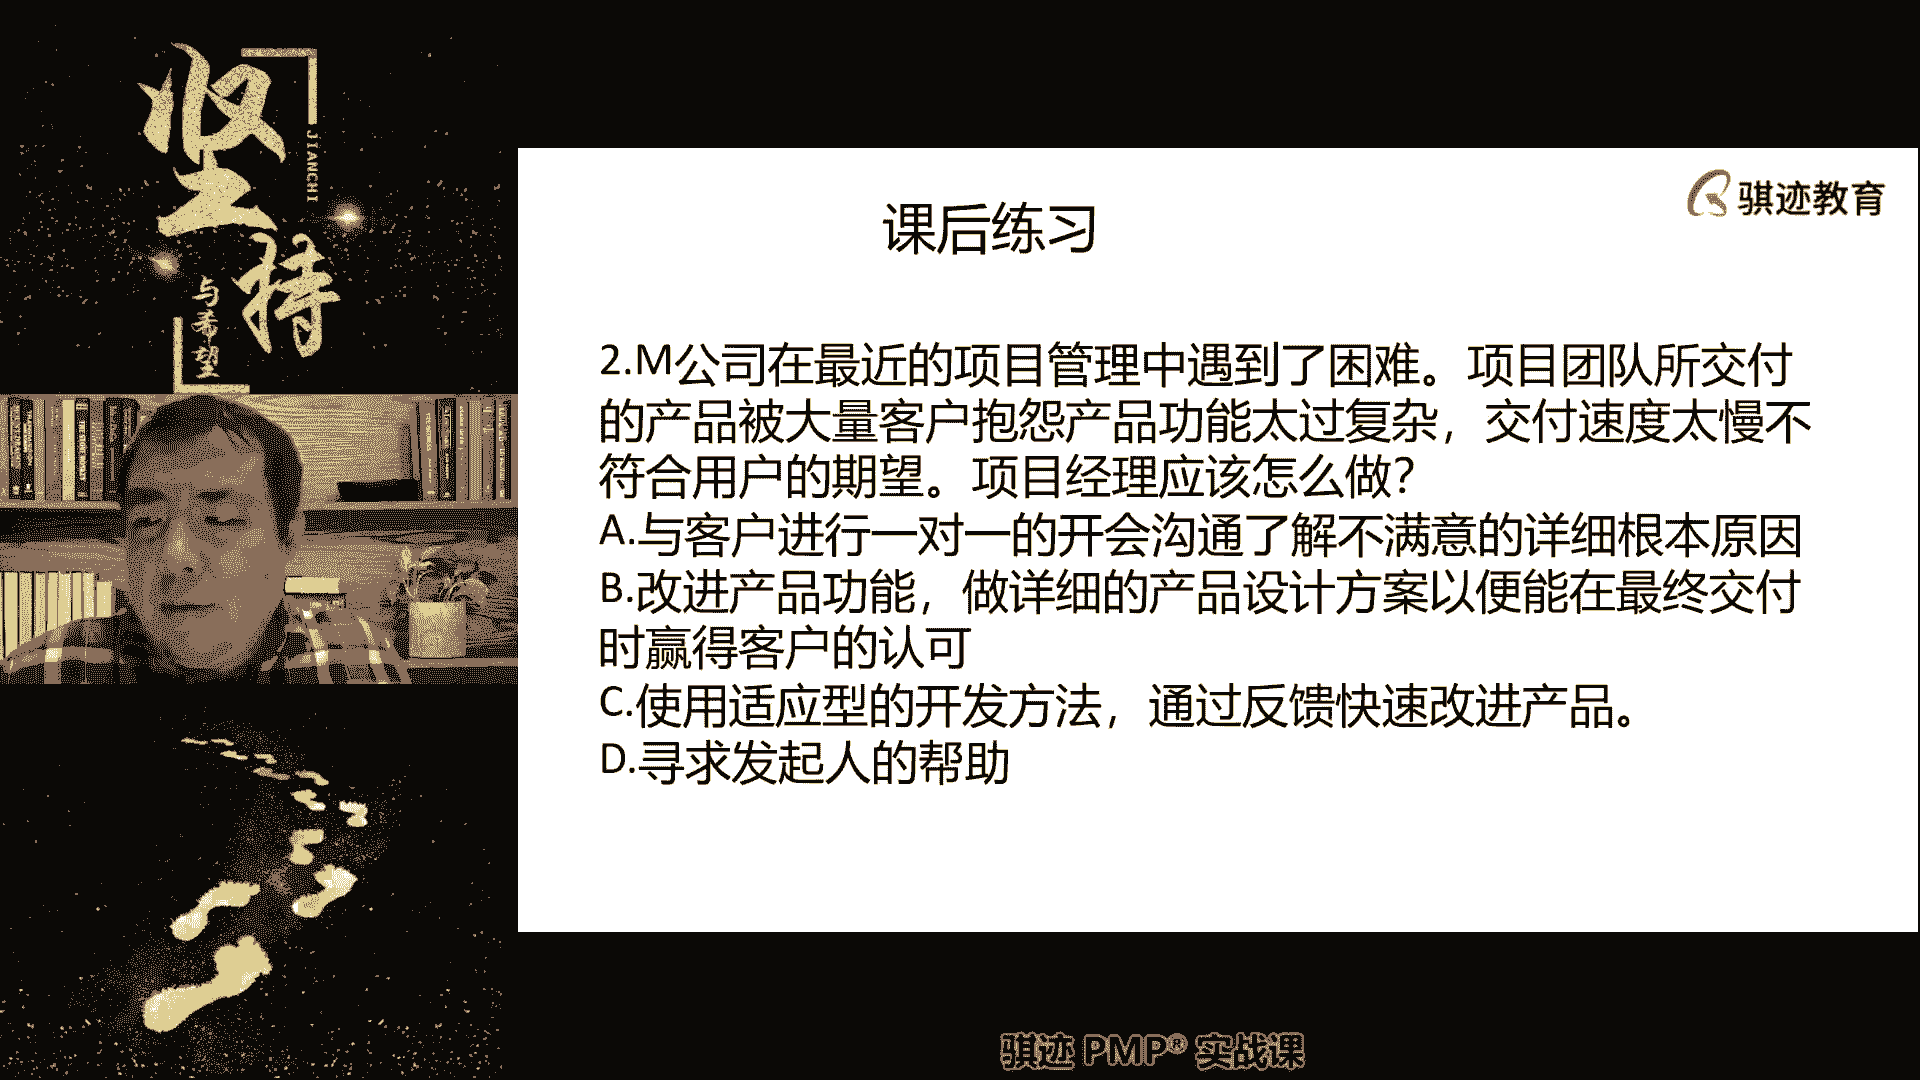 坚持
JIANCHI
与希望
骐迹教育
课后练习
2.M公司在最近的项目管理中遇到了困难。项目团队所交付
的产品被大量客户抱怨产品功能太过复杂，交付速度太慢不
符合用户的期望。项目经理应该怎么做？
A.与客户进行一对一的开会沟通了解不满意的详细根本原因
B.改进产品功能，做详细的产品设计方案以便能在最终交付
时赢得客户的认可
C.使用适应型的开发方法，通过反馈快速改进产品。
D.寻求发起人的帮助
骐迹 PMP® 实战课